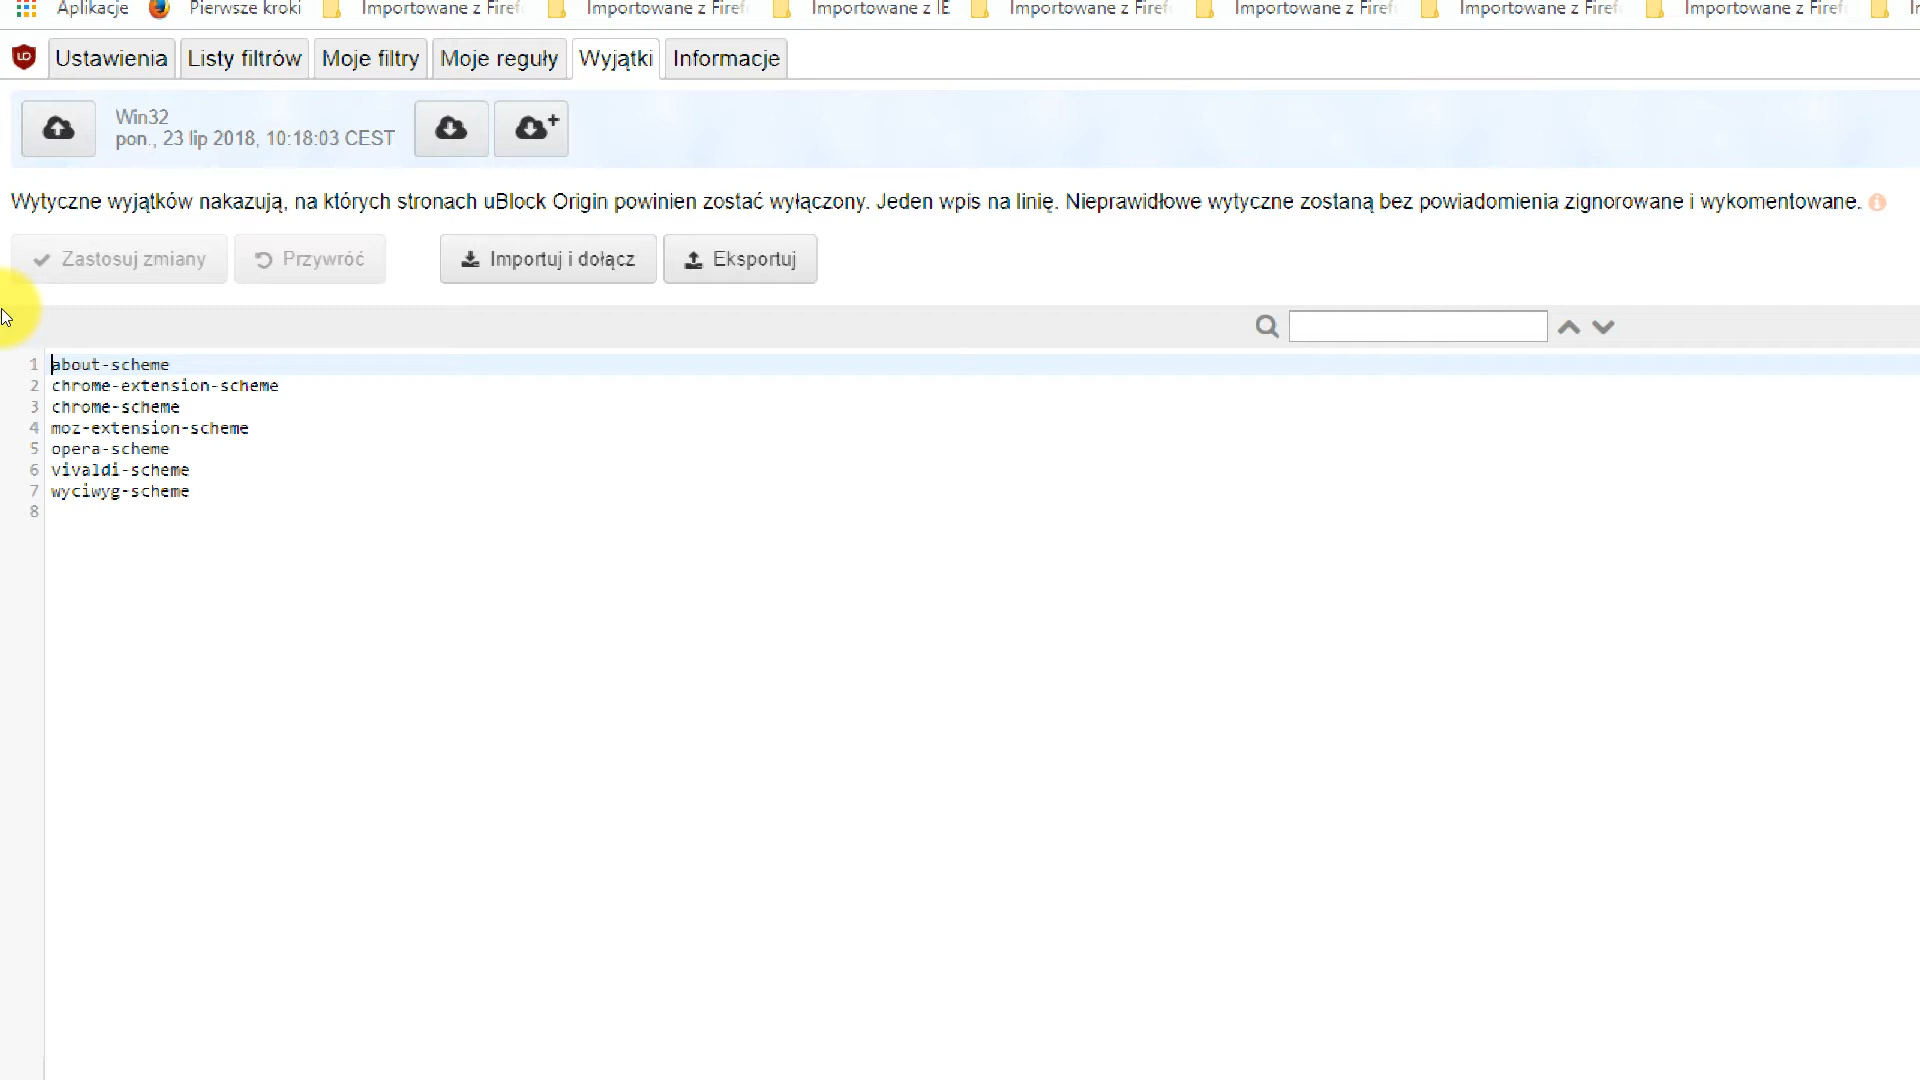 Aplikacje Pierwsze kroki Importowane z Firef Importowane z Firef Importowane z IE Importowane z Firef Importowane z Firef Importowane z Firef Importowane z Firef
Ustawienia Listy filtrów Moje filtry Moje reguły Wyjątki Informacje
Win32
pon., 23 lip 2018, 10:18:03 CEST
Wytyczne wyjątków nakazują, na których stronach uBlock Origin powinien zostać wyłączony. Jeden wpis na linię. Nieprawidłowe wytyczne zostaną bez powiadomienia zignorowane i wykomentowane.
Zastosuj zmiany Przywróć Importuj i dołącz Eksportuj
1 about-scheme
2 chrome-extension-scheme
3 chrome-scheme
4 moz-extension-scheme
5 opera-scheme
6 vivaldi-scheme
7 wyciwyg-scheme
8